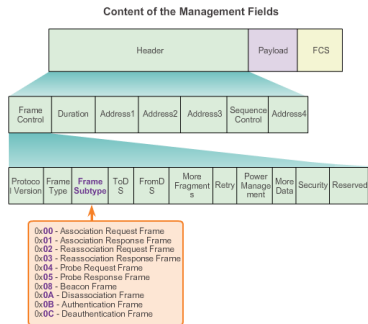 Content of the Management Fields
Header Payload FCS
Frame Control Duration Address1 Address2 Address3 Sequence Control Address4
Protoco
l Version
Frame
Type
Frame
Subtype
ToD
S
FromD
S
More
Fragment
s
Retry
Power
Manage
ment
More
Data
Security
Reserved
0x00 - Association Request Frame
0x01 - Association Response Frame
0x02 - Reassociation Request Frame
0x03 - Reassociation Response Frame
0x04 - Probe Request Frame
0x05 - Probe Response Frame
0x08 - Beacon Frame
0x0A - Disassociation Frame
0x0B - Authentication Frame
0x0C - Deauthentication Frame